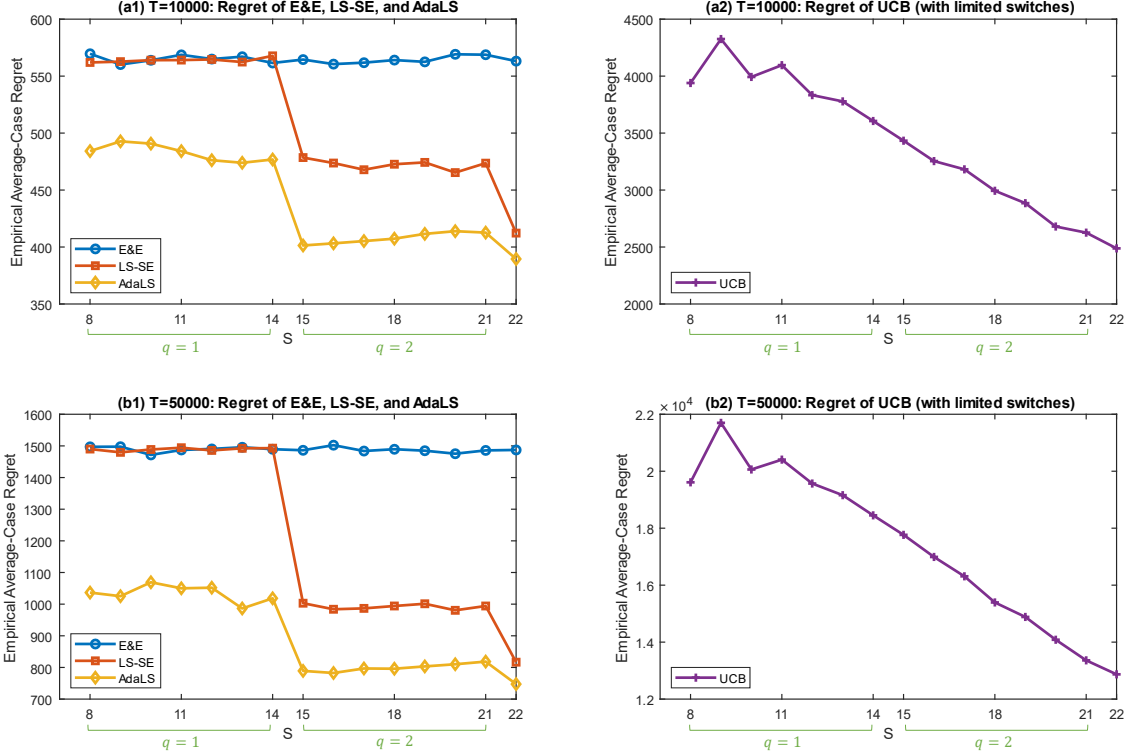 (a1) T=10000: Regret of E&E, LS-SE, and AdaLS
600
550
500
450
400
350
Empirical Average-Case Regret
E&E
LS-SE
AdaLS
8 11 14 15 18 21 22
S
q = 1 q = 2
(a2) T=10000: Regret of UCB (with limited switches)
4500
4000
3500
3000
2500
2000
Empirical Average-Case Regret
UCB
8 11 14 15 18 21 22
S
q = 1 q = 2
(b1) T=50000: Regret of E&E, LS-SE, and AdaLS
1600
1500
1400
1300
1200
1100
1000
900
800
700
Empirical Average-Case Regret
E&E
LS-SE
AdaLS
8 11 14 15 18 21 22
S
q = 1 q = 2
(b2) T=50000: Regret of UCB (with limited switches)
× 10⁴
2.2
2
1.8
1.6
1.4
1.2
Empirical Average-Case Regret
UCB
8 11 14 15 18 21 22
S
q = 1 q = 2